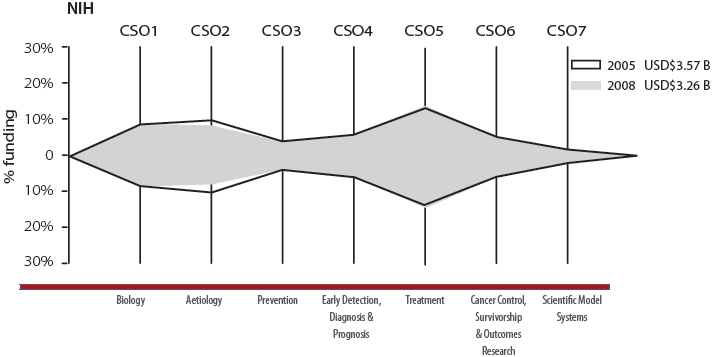 NIH
CSO1 CSO2 CSO3 CSO4 CSO5 CSO6 CSO7
30%
20%
10%
0
10%
20%
30%
% funding
2005 USD$3.57 B
2008 USD$3.26 B
Biology Aetiology Prevention Early Detection, Treatment Cancer Control, Scientific Model
Diagnosis & Survivorship Systems
Prognosis & Outcomes
Research